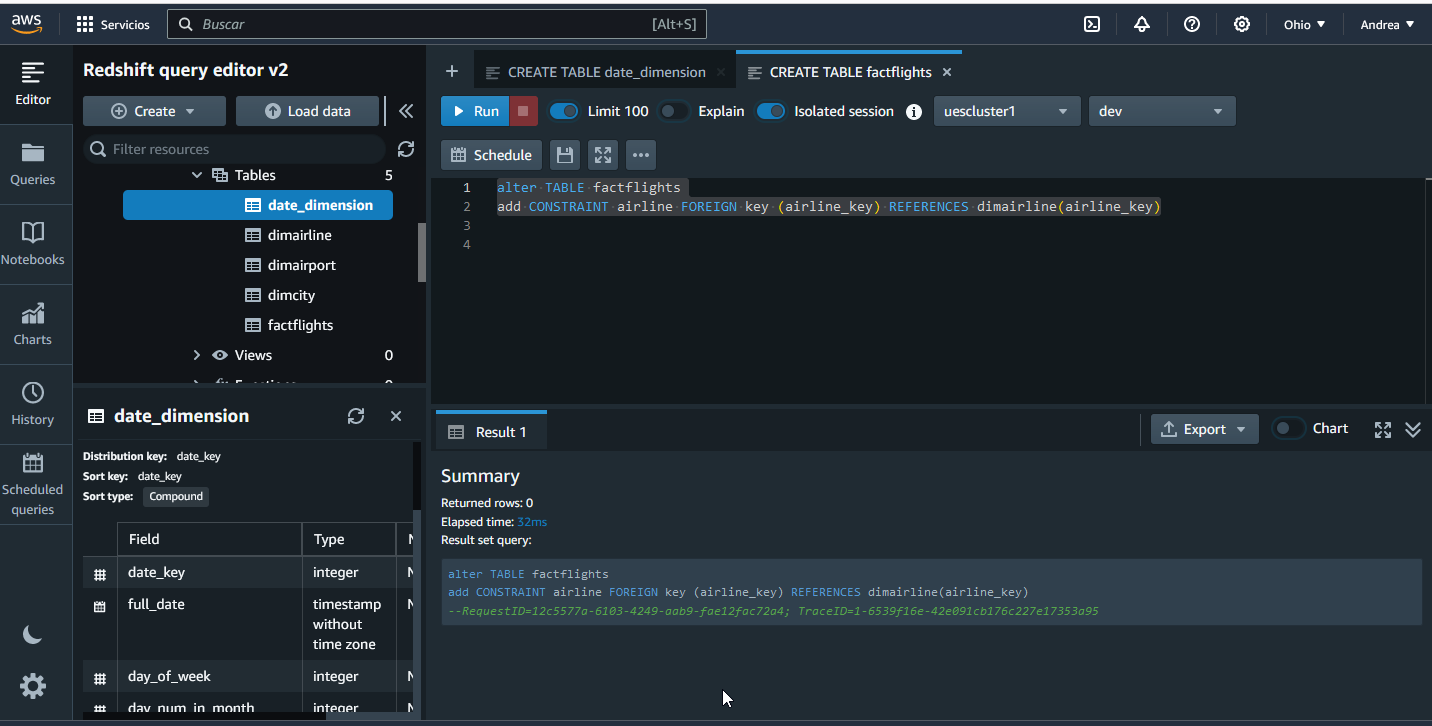 aws
Servicios
Buscar
[Alt+S]
Ohio
Andrea
Editor
Queries
Notebooks
Charts
History
Scheduled
queries
Redshift query editor v2
Create
Load data
Filter resources
Tables 5
date_dimension
dimairline
dimairport
dimcity
factflights
Views 0
date_dimension
Distribution key: date_key
Sort key: date_key
Sort type: Compound
Field Type
date_key integer
full_date timestamp
without
time zone
day_of_week integer
day_num_in_month integer
CREATE TABLE date_dimension
CREATE TABLE factflights
Run
Limit 100
Explain
Isolated session
uescluster1
dev
Schedule
1 alter TABLE factflights
2 add CONSTRAINT airline FOREIGN key (airline_key) REFERENCES dimairline(airline_key)
3
4
Result 1
Export
Chart
Summary
Returned rows: 0
Elapsed time: 32ms
Result set query:
alter TABLE factflights
add CONSTRAINT airline FOREIGN key (airline_key) REFERENCES dimairline(airline_key)
--RequestID=12c5577a-6103-4249-aab9-fae12fac72a4; TraceID=1-6539f16e-42e091cb176c227e17353a95